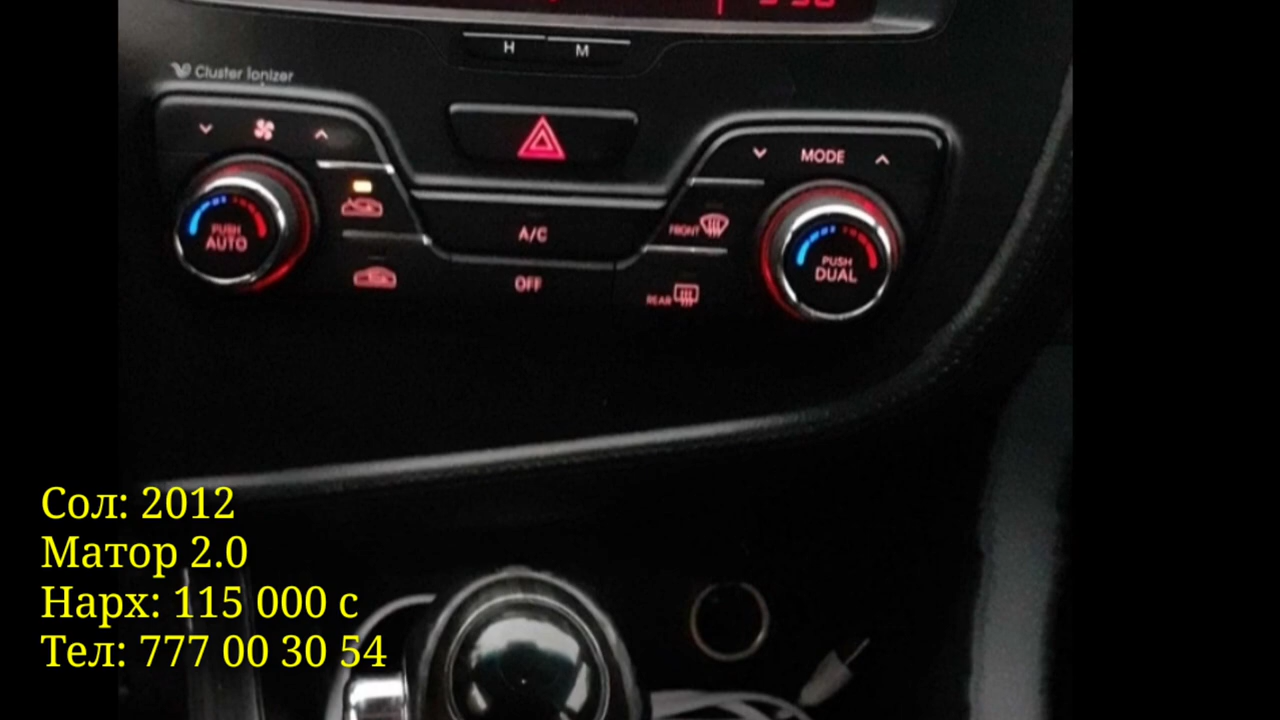 H M
Cluster Ionizer
MODE
PUSH
AUTO
A/C
FRONT
OFF
REAR
PUSH
DUAL
Сол: 2012
Матор 2.0
Нарх: 115 000 с
Тел: 777 00 30 54